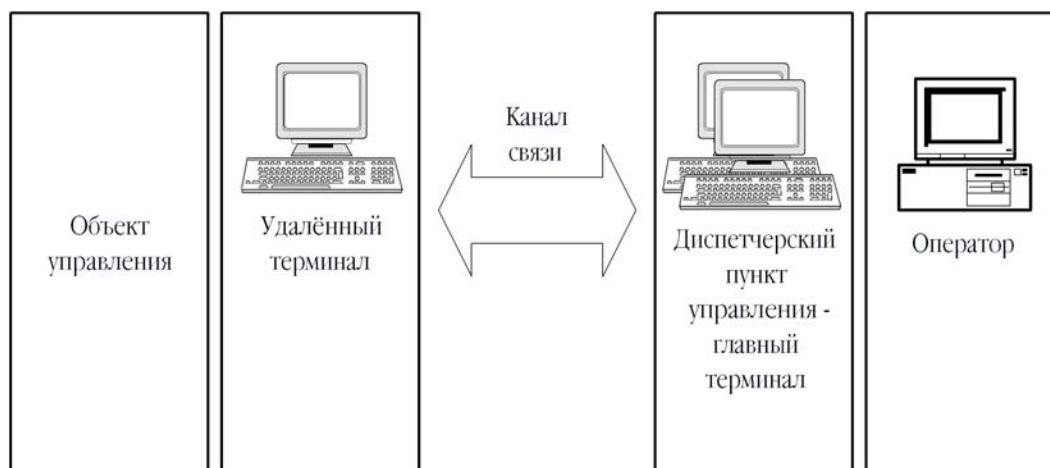 Объект
управления
Удалённый
терминал
Канал
связи
Диспетчерский
пункт
управления -
главный
терминал
Оператор